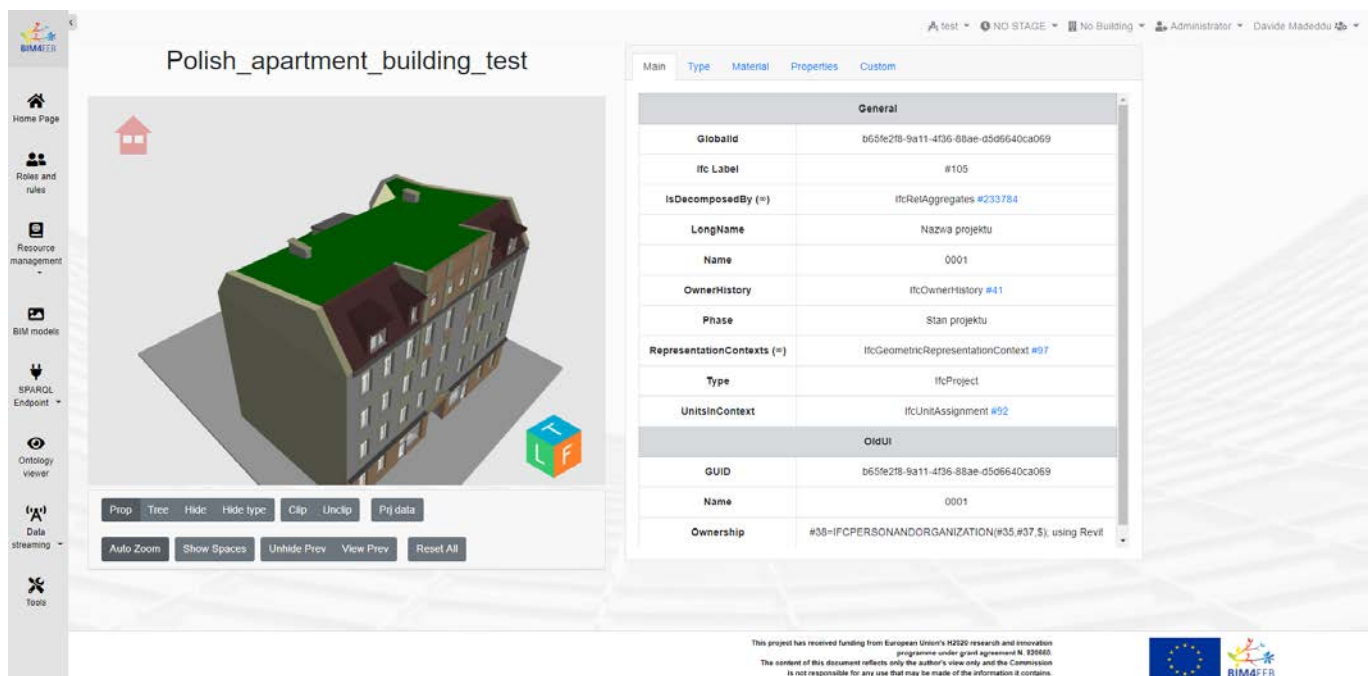 BIM4EEB
test
NO STAGE
No Building
Administrator
Davide Madeddu
Home Page
Roles and
rules
Resource
management
BIM models
SPARQL
Endpoint
Ontology
viewer
Data
streaming
Tools
Polish_apartment_building_test
T
L F
Prop Tree Hide Hide type Clip Unclip Prj data
Auto Zoom Show Spaces Unhide Prev View Prev Reset All
Main Type Material Properties Custom
General
GlobalId b65fe2f8-9a11-4f36-88ae-d5d6640ca069
Ifc Label #105
IsDecomposedBy (∞) IfcRelAggregates #233784
LongName Nazwa projektu
Name 0001
OwnerHistory IfcOwnerHistory #41
Phase Stan projektu
RepresentationContexts (∞) IfcGeometricRepresentationContext #97
Type IfcProject
UnitsInContext IfcUnitAssignment #92
OldUI
GUID b65fe2f8-9a11-4f36-88ae-d5d6640ca069
Name 0001
Ownership #38=IFCPERSONANDORGANIZATION(#35,#37,$); using Revit
This project has received funding from European Union's H2020 research and innovation
programme under grant agreement N. 820660.
The content of this document reflects only the author's view only and the Commission
is not responsible for any use that may be made of the information it contains.
BIM4EEB